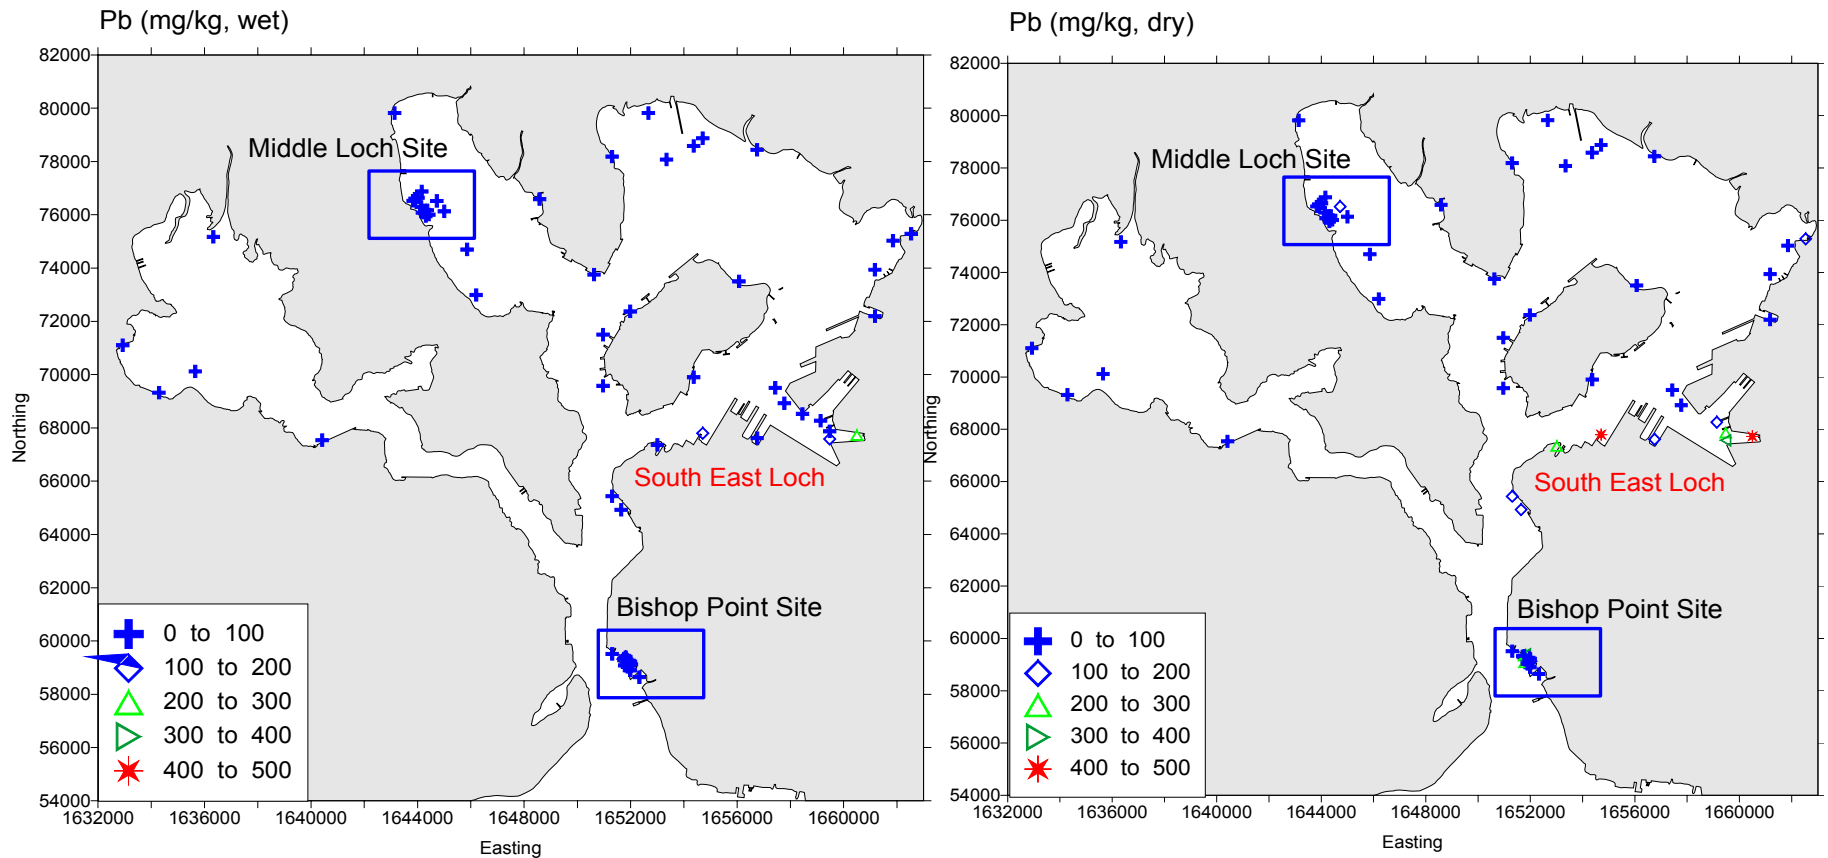 Pb (mg/kg, wet)
82000
80000
78000
76000
74000
72000
70000
68000
66000
64000
62000
60000
58000
56000
54000
Northing
Middle Loch Site
South East Loch
Bishop Point Site
0 to 100
100 to 200
200 to 300
300 to 400
400 to 500
1632000 1636000 1640000 1644000 1648000 1652000 1656000 1660000
Easting
Pb (mg/kg, dry)
82000
80000
78000
76000
74000
72000
70000
68000
66000
64000
62000
60000
58000
56000
54000
Northing
Middle Loch Site
South East Loch
Bishop Point Site
0 to 100
100 to 200
200 to 300
300 to 400
400 to 500
1632000 1636000 1640000 1644000 1648000 1652000 1656000 1660000
Easting